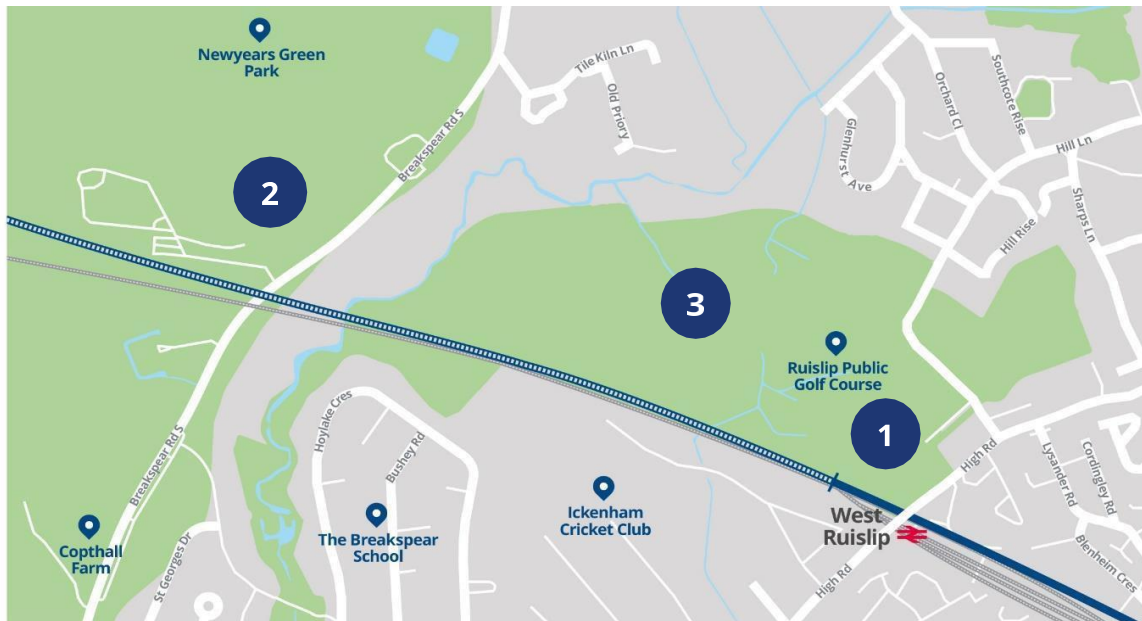 Newyears Green
Park
Tile Kiln Ln
Old Priory
Breakspear Rd S
2
Glenhurst Ave
Orchard Cl
Southcote Rise
Hill Ln
Sharps Ln
Hill Rise
3
Ruislip Public
Golf Course
1
Hoylake Cres
Bushey Rd
Breakspear Rd S
High Rd
Lysander Rd
Cordingley Rd
Ickenham
Cricket Club
The Breakspear
School
West
Ruislip
Copthall
Farm
St Georges Dr
Blenheim Cres
High Rd